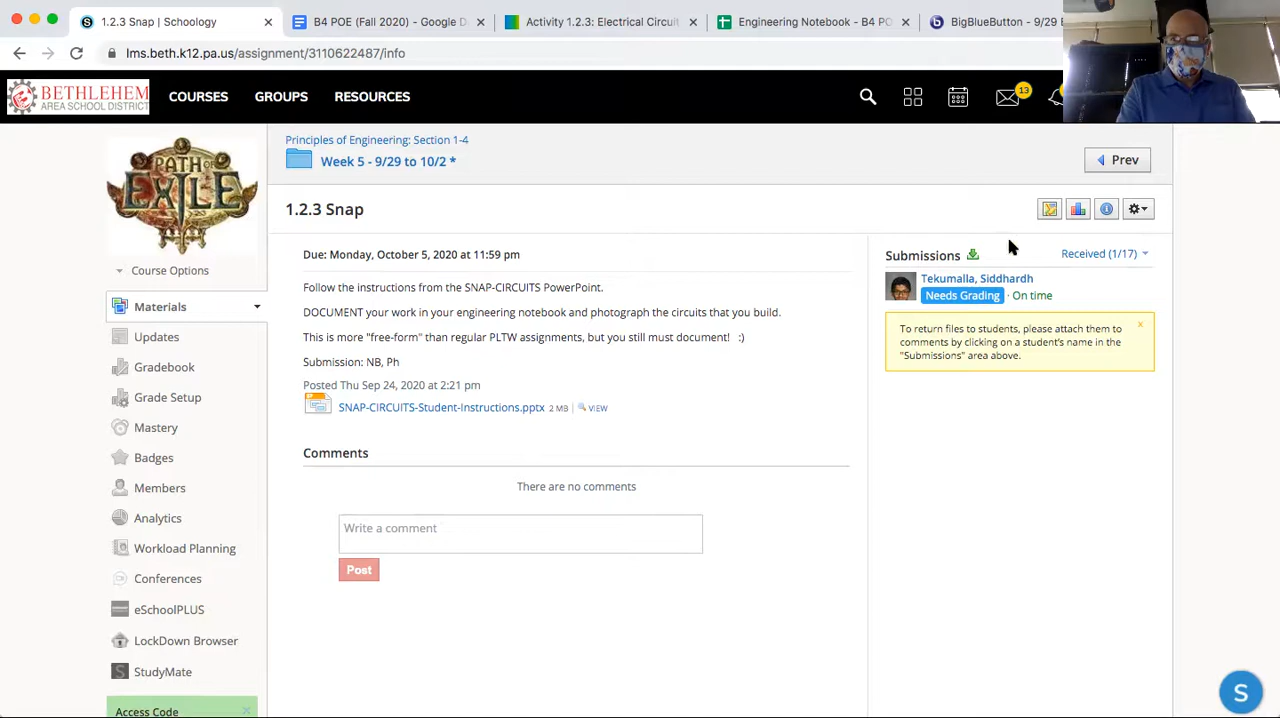 1.2.3 Snap | Schoology
B4 POE (Fall 2020) - Google D
Activity 1.2.3: Electrical Circui
Engineering Notebook - B4 PO
BigBlueButton - 9/29 B
lms.beth.k12.pa.us/assignment/3110622487/info
BETHLEHEM
AREA SCHOOL DISTRICT
COURSES
GROUPS
RESOURCES
13
PATH OF
EXILE
Course Options
Materials
Updates
Gradebook
Grade Setup
Mastery
Badges
Members
Analytics
Workload Planning
Conferences
eSchoolPLUS
LockDown Browser
StudyMate
Access Code
Principles of Engineering: Section 1-4
Week 5 - 9/29 to 10/2 *
Prev
1.2.3 Snap
Due: Monday, October 5, 2020 at 11:59 pm
Follow the instructions from the SNAP-CIRCUITS PowerPoint.
DOCUMENT your work in your engineering notebook and photograph the circuits that you build.
This is more "free-form" than regular PLTW assignments, but you still must document! :)
Submission: NB, Ph
Posted Thu Sep 24, 2020 at 2:21 pm
SNAP-CIRCUITS-Student-Instructions.pptx 2 MB VIEW
Comments
There are no comments
Write a comment
Post
Submissions
Received (1/17)
Tekumalla, Siddhardh
Needs Grading · On time
To return files to students, please attach them to
comments by clicking on a student's name in the
"Submissions" area above.
x
S